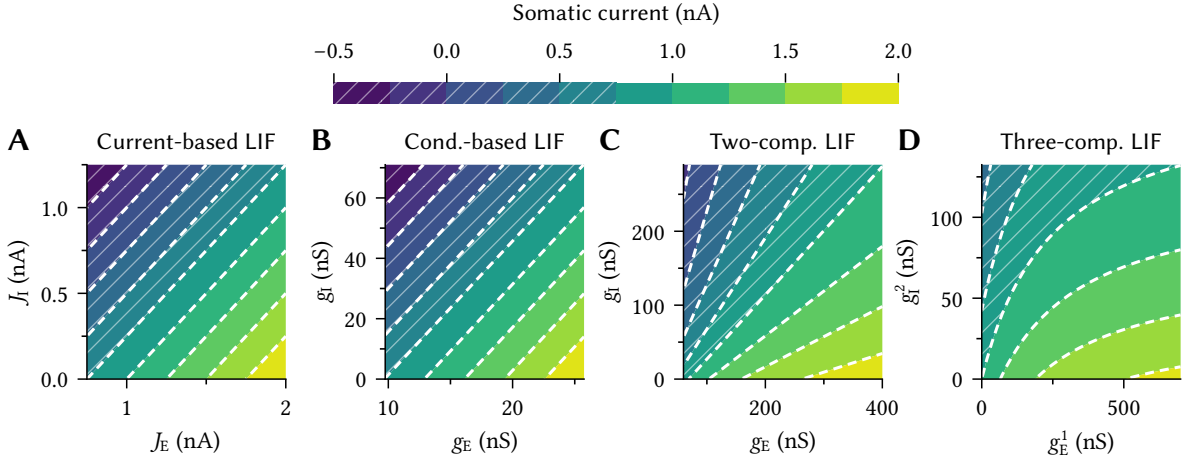 Somatic current (nA)
−0.5 0.0 0.5 1.0 1.5 2.0
A Current-based LIF B Cond.-based LIF C Two-comp. LIF D Three-comp. LIF
J_I (nA)
1.0
0.5
0.0
1 2
J_E (nA)
g_I (nS)
60
40
20
0
10 20
g_E (nS)
g_I (nS)
200
100
0
200 400
g_E (nS)
g_I^2 (nS)
100
50
0
0 500
g_E^1 (nS)